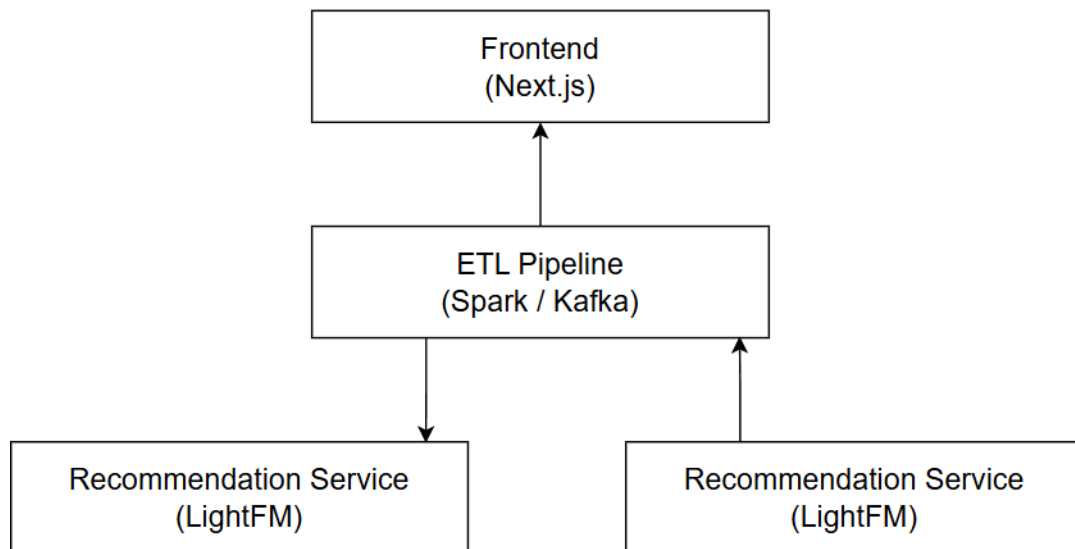 Frontend
(Next.js)
ETL Pipeline
(Spark / Kafka)
Recommendation Service
(LightFM)
Recommendation Service
(LightFM)